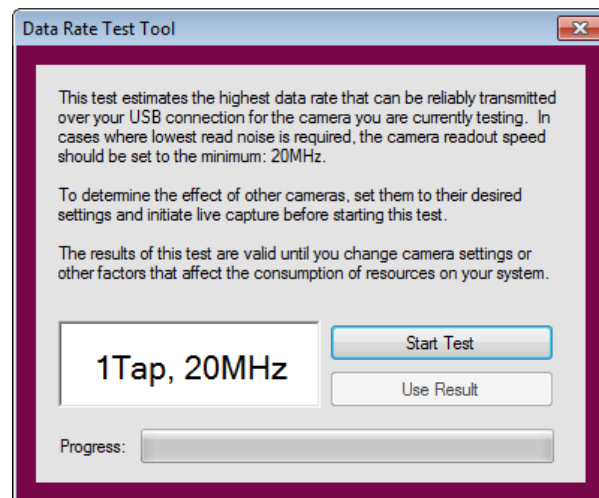 Data Rate Test Tool
This test estimates the highest data rate that can be reliably transmitted
over your USB connection for the camera you are currently testing.  In
cases where lowest read noise is required, the camera readout speed
should be set to the minimum: 20MHz.
To determine the effect of other cameras, set them to their desired
settings and initiate live capture before starting this test.
The results of this test are valid until you change camera settings or
other factors that affect the consumption of resources on your system.
1Tap, 20MHz
Start Test
Use Result
Progress: